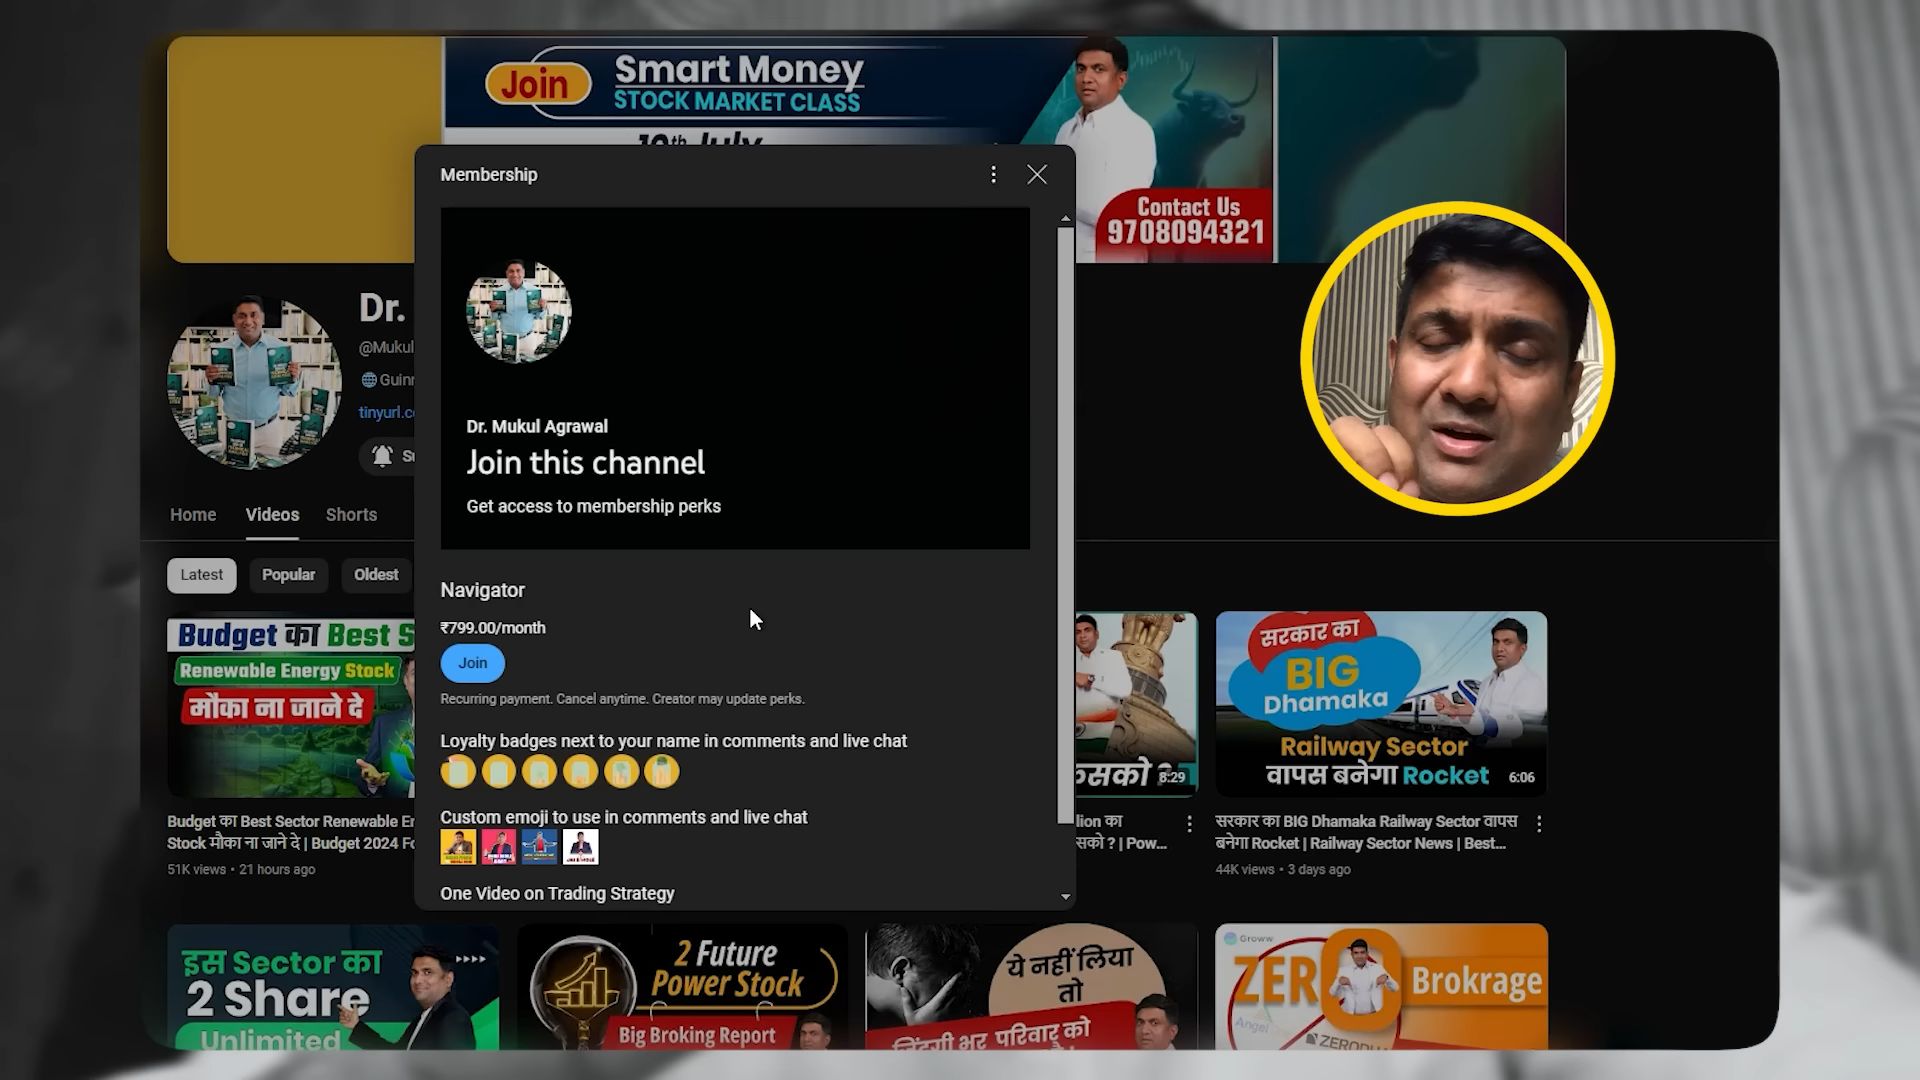 Join
Smart Money
STOCK MARKET CLASS
10th July
Contact Us
9708094321
Membership
Dr. Mukul Agrawal
Join this channel
Get access to membership perks
Dr.
@Mukul
tinyurl.c
Home
Videos
Shorts
Latest
Popular
Oldest
Navigator
₹799.00/month
Join
Recurring payment. Cancel anytime. Creator may update perks.
Loyalty badges next to your name in comments and live chat
Custom emoji to use in comments and live chat
One Video on Trading Strategy
Budget का Best S
Renewable Energy Stock
मौका ना जाने दे
Budget का Best Sector Renewable Er
Stock मौका ना जाने दे | Budget 2024 Fo
51K views • 21 hours ago
8:29
lion का
सको ? | Pow...
सरकार का
BIG
Dhamaka
Railway Sector
वापस बनेगा Rocket
6:06
सरकार का BIG Dhamaka Railway Sector वापस
बनेगा Rocket | Railway Sector News | Best...
44K views • 3 days ago
इस Sector का
2 Share
Unlimited
2 Future
Power Stock
Big Broking Report
ये नहीं लिया
तो
जिंदगी भर परिवार को
Groww
ZER
Brokrage
Angel